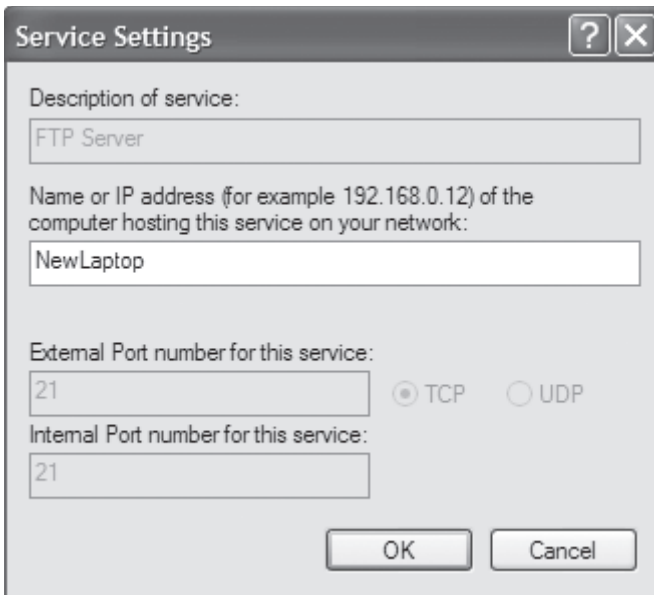 Service Settings
Description of service:
FTP Server
Name or IP address (for example 192.168.0.12) of the
computer hosting this service on your network:
NewLaptop
External Port number for this service:
21
TCP
UDP
Internal Port number for this service:
21
OK
Cancel